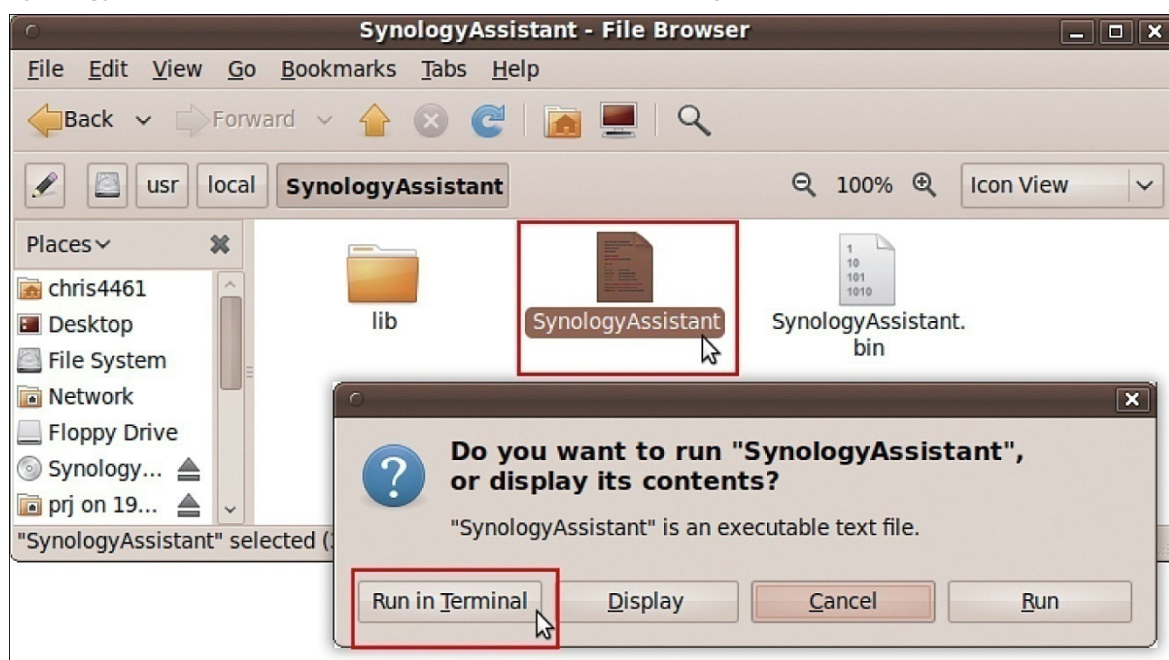 SynologyAssistant - File Browser
File Edit View Go Bookmarks Tabs Help
Back Forward
usr local SynologyAssistant 100% Icon View
Places
chris4461
Desktop
File System
Network
Floppy Drive
Synology...
prj on 19...
lib
SynologyAssistant
1
10
101
1010
SynologyAssistant.
bin
"SynologyAssistant" selected (
Do you want to run "SynologyAssistant",
or display its contents?
"SynologyAssistant" is an executable text file.
Run in Terminal Display Cancel Run